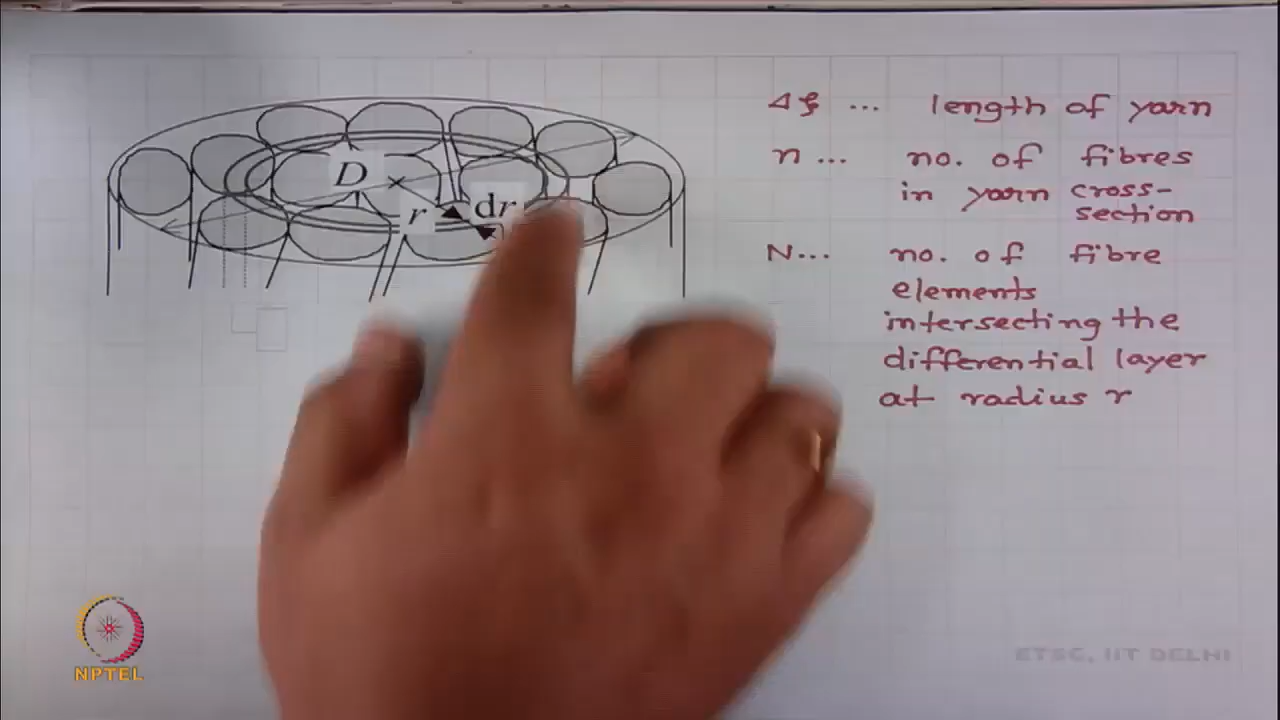 D
r
dr
Δξ ... length of yarn
n ... no. of fibres
in yarn cross-
section
N... no. of fibre
elements
intersecting the
differential layer
at radius r
NPTEL
ETSC, IIT DELHI